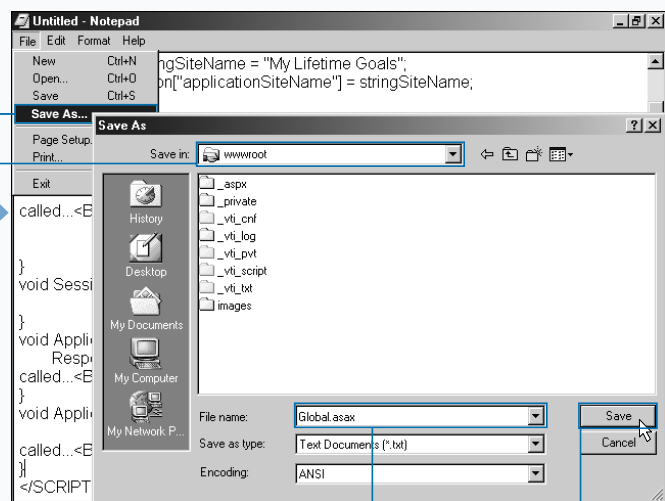 Untitled - Notepad
File Edit Format Help
New Ctrl+N
Open... Ctrl+O
Save Ctrl+S
Save As...
Page Setup.
Print...
Exit
ngSiteName = "My Lifetime Goals";
on["applicationSiteName"] = stringSiteName;
called...<B
}
void Sessi
}
void Appli
Resp
called...<E
}
void Appli
called...<B
}
</SCRIPT
Save As
Save in: wwwroot
History
Desktop
My Documents
My Computer
My Network P...
_aspx
_private
_vti_cnf
_vti_log
_vti_pvt
_vti_script
_vti_txt
images
File name: Global.asax Save
Save as type: Text Documents (*.txt) Cancel
Encoding: ANSI